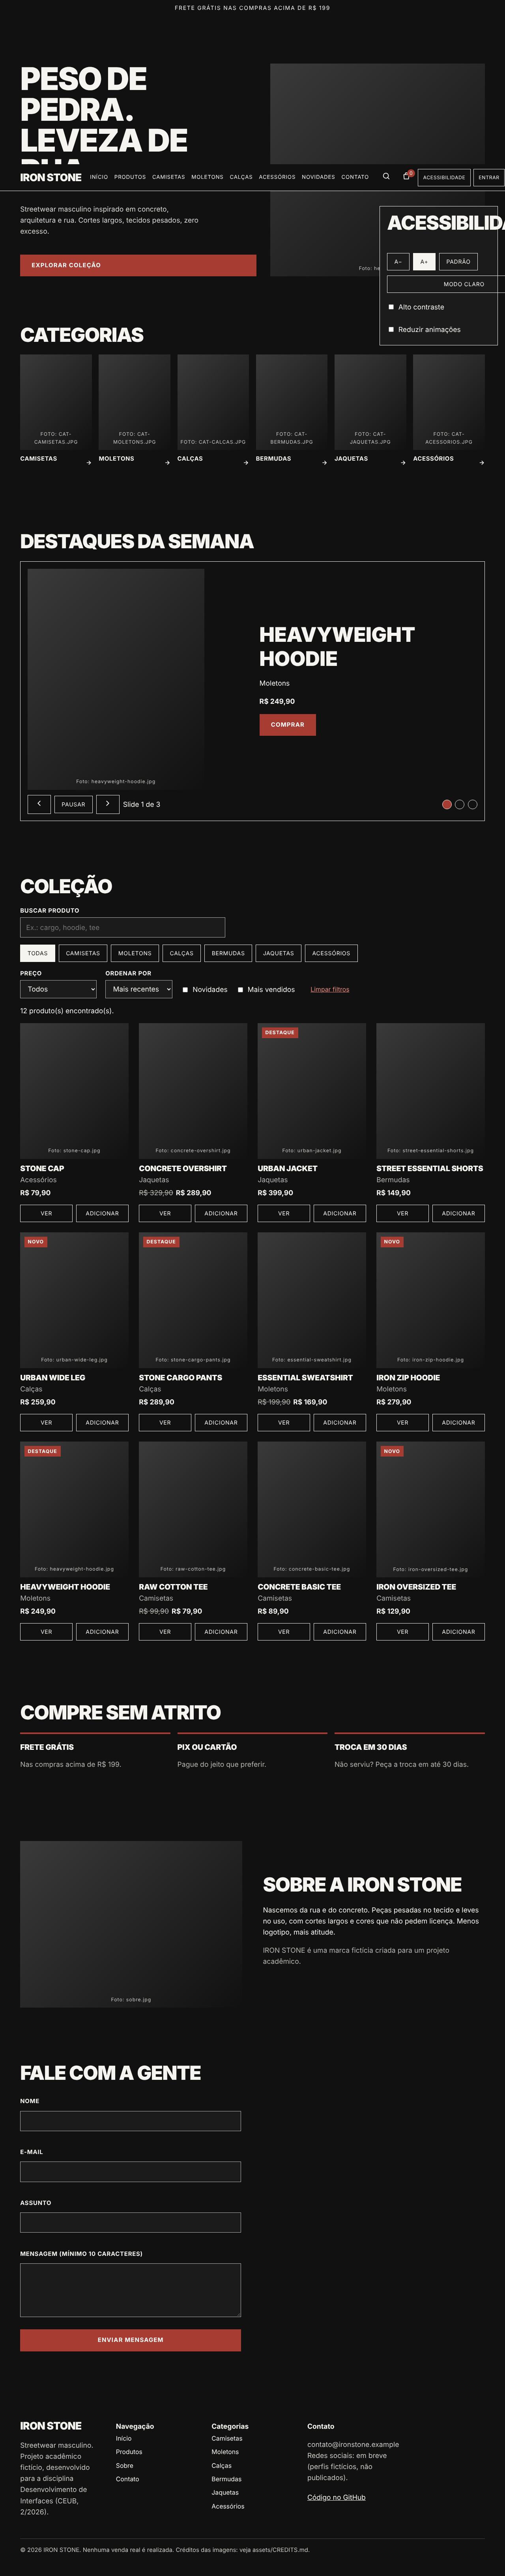 FRETE GRÁTIS NAS COMPRAS ACIMA DE R$ 199
PESO DE
PEDRA.
LEVEZA DE
IRON STONE INÍCIO PRODUTOS CAMISETAS MOLETONS CALÇAS ACESSÓRIOS NOVIDADES CONTATO 0 ACESSIBILIDADE ENTRAR
Streetwear masculino inspirado em concreto,
arquitetura e rua. Cortes largos, tecidos pesados, zero
excesso.
EXPLORAR COLEÇÃO
A− A+ PADRÃO
MODO CLARO
Alto contraste
Reduzir animações
CATEGORIAS
FOTO: CAT-
CAMISETAS.JPG
FOTO: CAT-
MOLETONS.JPG
FOTO: CAT-CALCAS.JPG
FOTO: CAT-
BERMUDAS.JPG
FOTO: CAT-
JAQUETAS.JPG
FOTO: CAT-
ACESSORIOS.JPG
CAMISETAS → MOLETONS → CALÇAS → BERMUDAS → JAQUETAS → ACESSÓRIOS →
DESTAQUES DA SEMANA
HEAVYWEIGHT
HOODIE
Moletons
R$ 249,90
COMPRAR
Foto: heavyweight-hoodie.jpg
PAUSAR Slide 1 de 3
COLEÇÃO
BUSCAR PRODUTO
Ex.: cargo, hoodie, tee
TODAS CAMISETAS MOLETONS CALÇAS BERMUDAS JAQUETAS ACESSÓRIOS
PREÇO ORDENAR POR
Todos Mais recentes Novidades Mais vendidos Limpar filtros
12 produto(s) encontrado(s).
DESTAQUE
Foto: stone-cap.jpg Foto: concrete-overshirt.jpg Foto: urban-jacket.jpg Foto: street-essential-shorts.jpg
STONE CAP CONCRETE OVERSHIRT URBAN JACKET STREET ESSENTIAL SHORTS
Acessórios Jaquetas Jaquetas Bermudas
R$ 79,90 R$ 329,90 R$ 289,90 R$ 399,90 R$ 149,90
VER ADICIONAR VER ADICIONAR VER ADICIONAR VER ADICIONAR
NOVO DESTAQUE NOVO
Foto: urban-wide-leg.jpg Foto: stone-cargo-pants.jpg Foto: essential-sweatshirt.jpg Foto: iron-zip-hoodie.jpg
URBAN WIDE LEG STONE CARGO PANTS ESSENTIAL SWEATSHIRT IRON ZIP HOODIE
Calças Calças Moletons Moletons
R$ 259,90 R$ 289,90 R$ 199,90 R$ 169,90 R$ 279,90
VER ADICIONAR VER ADICIONAR VER ADICIONAR VER ADICIONAR
DESTAQUE NOVO
Foto: heavyweight-hoodie.jpg Foto: raw-cotton-tee.jpg Foto: concrete-basic-tee.jpg Foto: iron-oversized-tee.jpg
HEAVYWEIGHT HOODIE RAW COTTON TEE CONCRETE BASIC TEE IRON OVERSIZED TEE
Moletons Camisetas Camisetas Camisetas
R$ 249,90 R$ 99,90 R$ 79,90 R$ 89,90 R$ 129,90
VER ADICIONAR VER ADICIONAR VER ADICIONAR VER ADICIONAR
COMPRE SEM ATRITO
FRETE GRÁTIS PIX OU CARTÃO TROCA EM 30 DIAS
Nas compras acima de R$ 199. Pague do jeito que preferir. Não serviu? Peça a troca em até 30 dias.
Foto: sobre.jpg
SOBRE A IRON STONE
Nascemos da rua e do concreto. Peças pesadas no tecido e leves
no uso, com cortes largos e cores que não pedem licença. Menos
logotipo, mais atitude.
IRON STONE é uma marca fictícia criada para um projeto
acadêmico.
FALE COM A GENTE
NOME
E-MAIL
ASSUNTO
MENSAGEM (MÍNIMO 10 CARACTERES)
ENVIAR MENSAGEM
IRON STONE
Streetwear masculino.
Projeto acadêmico
fictício, desenvolvido
para a disciplina
Desenvolvimento de
Interfaces (CEUB,
2/2026).
Navegação
Início
Produtos
Sobre
Contato
Categorias
Camisetas
Moletons
Calças
Bermudas
Jaquetas
Acessórios
Contato
contato@ironstone.example
Redes sociais: em breve
(perfis fictícios, não
publicados).
Código no GitHub
© 2026 IRON STONE. Nenhuma venda real é realizada. Créditos das imagens: veja assets/CREDITS.md.